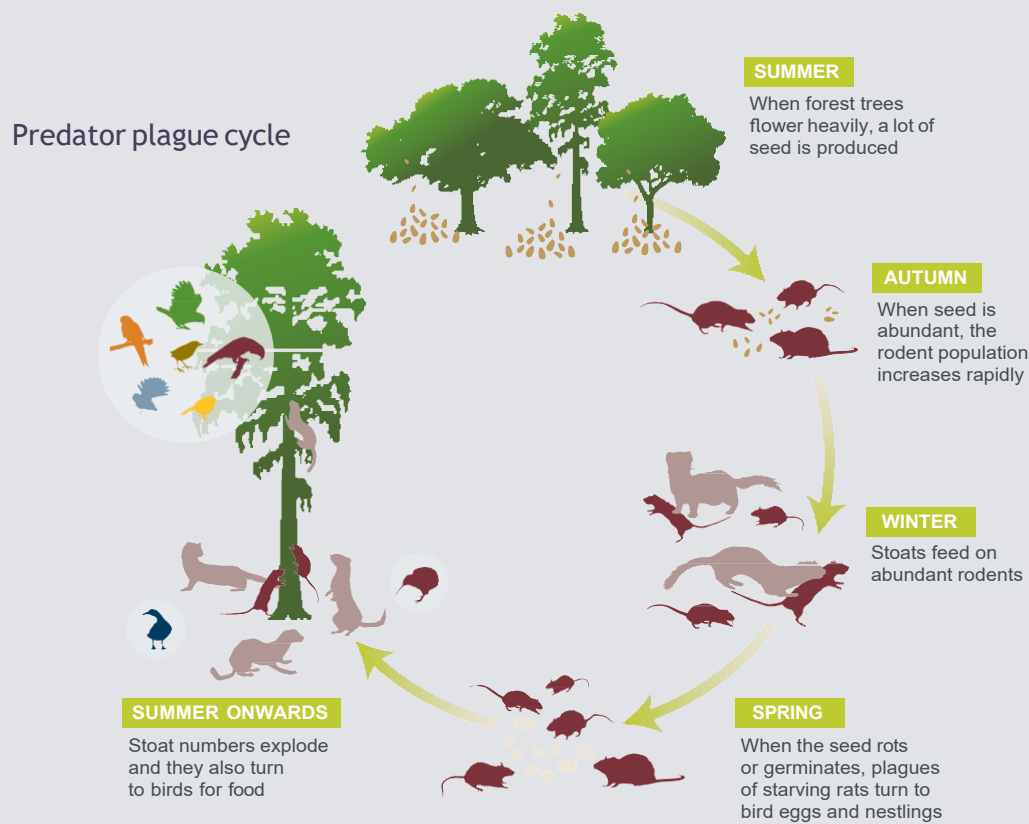 Predator plague cycle
SUMMER
When forest trees
flower heavily, a lot of
seed is produced
AUTUMN
When seed is
abundant, the
rodent population
increases rapidly
WINTER
Stoats feed on
abundant rodents
SPRING
When the seed rots
or germinates, plagues
of starving rats turn to
bird eggs and nestlings
SUMMER ONWARDS
Stoat numbers explode
and they also turn
to birds for food